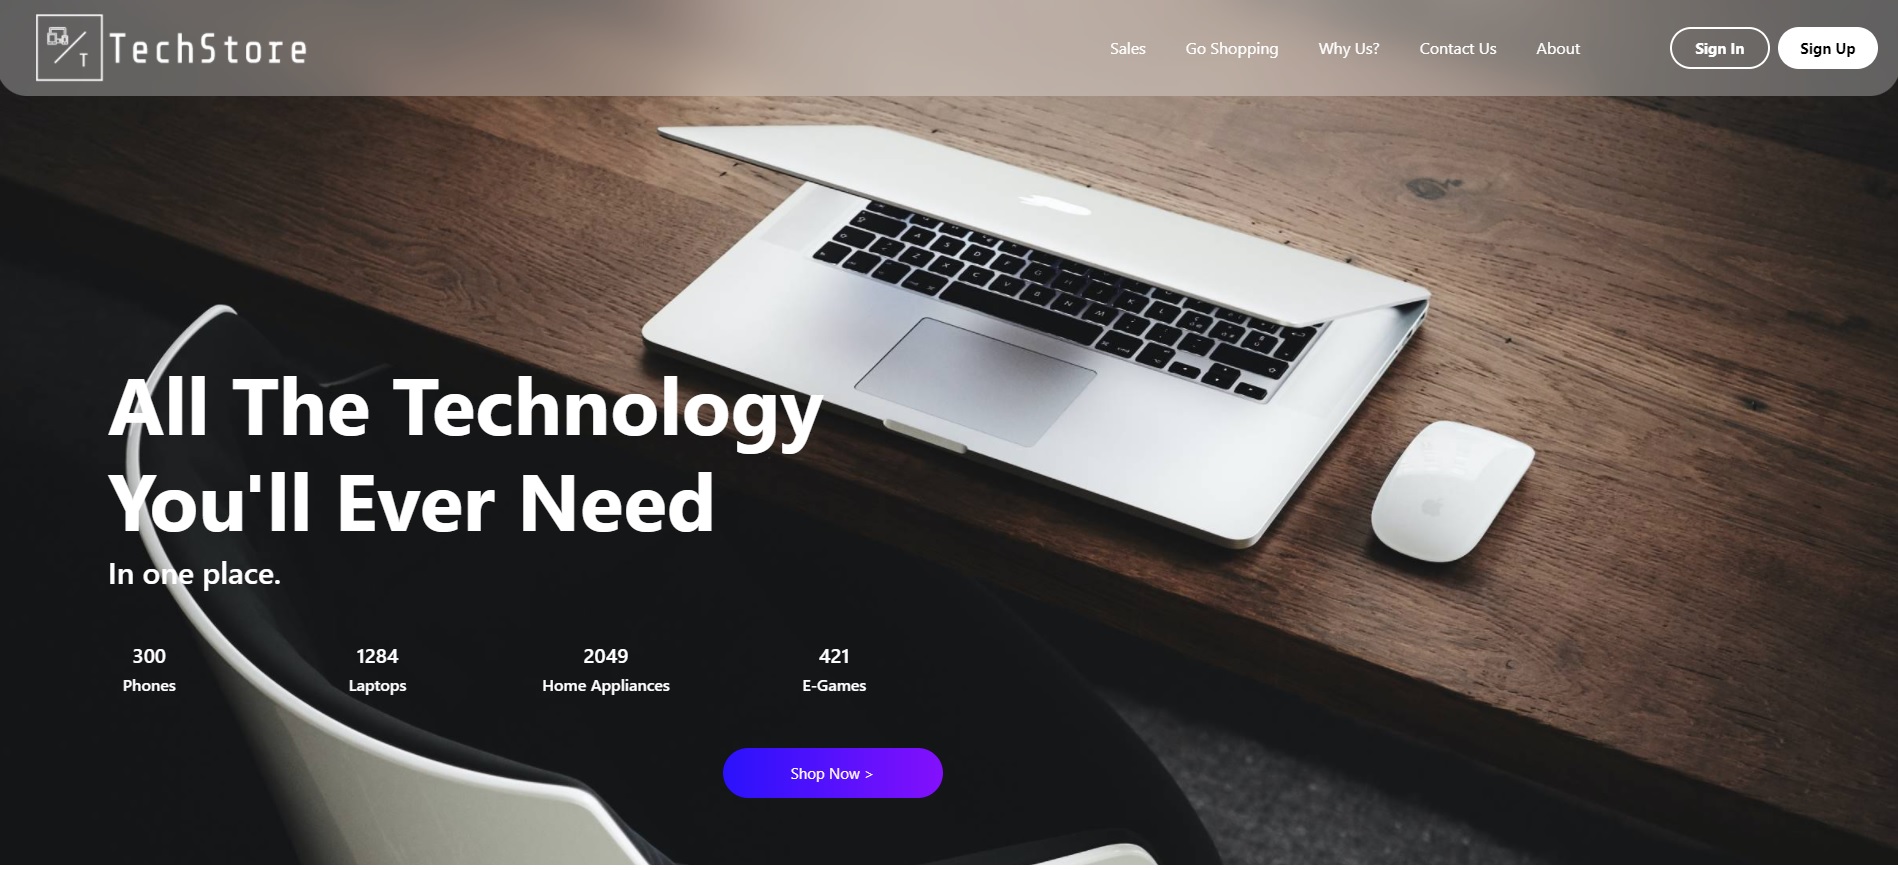 T
TechStore
Sales
Go Shopping
Why Us?
Contact Us
About
Sign In
Sign Up
All The Technology
You'll Ever Need
In one place.
300
Phones
1284
Laptops
2049
Home Appliances
421
E-Games
Shop Now >